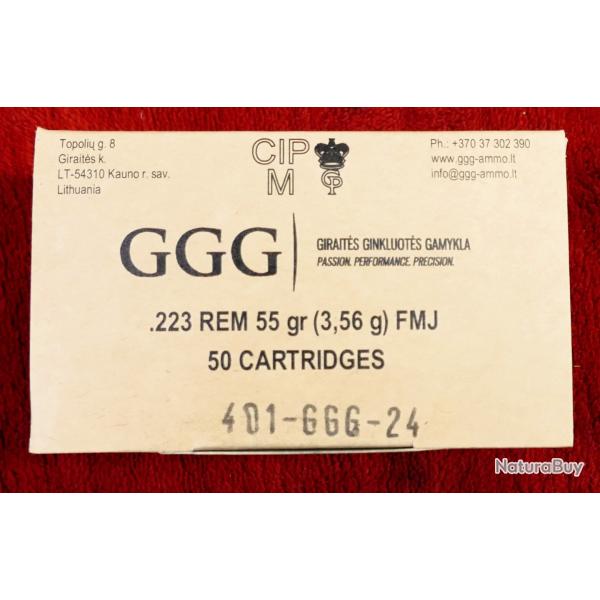 Topolių g. 8
Giraitės k.
LT-54310 Kauno r. sav.
Lithuania
CIP
M
GP
Ph.: +370 37 302 390
www.ggg-ammo.lt
info@ggg-ammo.lt
GGG
GIRAITĖS GINKLUOTĖS GAMYKLA
PASSION. PERFORMANCE. PRECISION.
.223 REM 55 gr (3,56 g) FMJ
50 CARTRIDGES
401-GGG-24
NaturaBuy